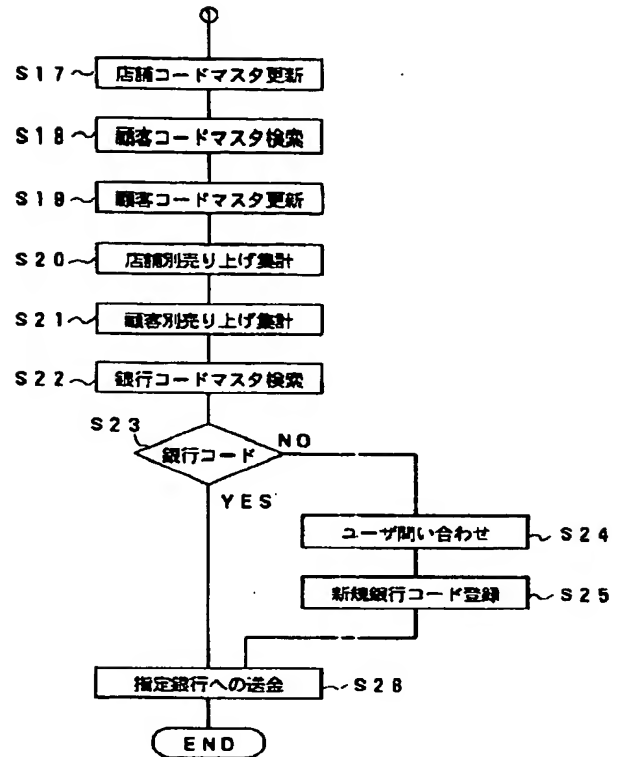 S17 店舗コードマスタ更新
S18 顧客コードマスタ検索
S19 顧客コードマスタ更新
S20 店舗別売り上げ集計
S21 顧客別売り上げ集計
S22 銀行コードマスタ検索
S23
銀行コード
NO
YES
ユーザ問い合わせ S24
新規銀行コード登録 S25
指定銀行への送金 S26
END